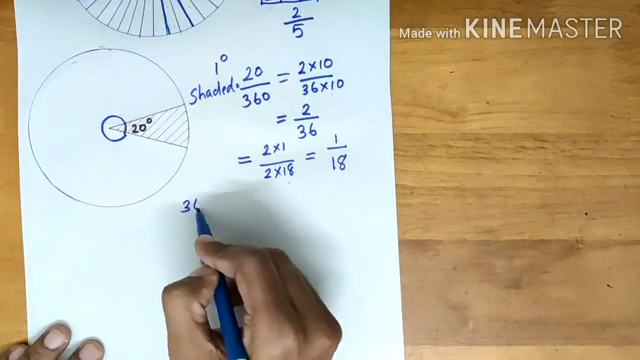 Made with KINEMASTER
2/5
1°
Shaded = 20/360 = 2×10/36×10
= 2/36
= 2×1/2×18 = 1/18
20°
36